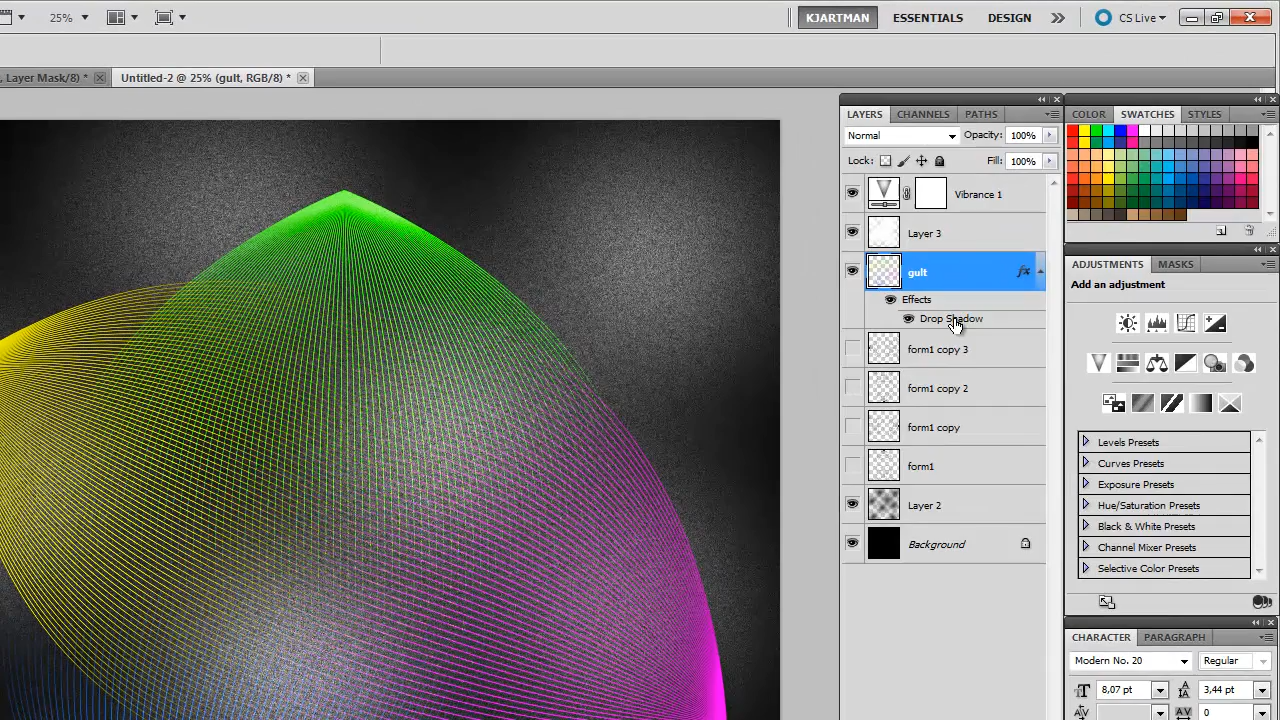 25% KJARTMAN ESSENTIALS DESIGN CS Live
, Layer Mask/8) * Untitled-2 @ 25% (gult, RGB/8) *
LAYERS CHANNELS PATHS
Normal Opacity: 100%
Lock: Fill: 100%
Vibrance 1
Layer 3
gult fx
Effects
Drop Shadow
form1 copy 3
form1 copy 2
form1 copy
form1
Layer 2
Background
COLOR SWATCHES STYLES
ADJUSTMENTS MASKS
Add an adjustment
Levels Presets
Curves Presets
Exposure Presets
Hue/Saturation Presets
Black & White Presets
Channel Mixer Presets
Selective Color Presets
CHARACTER PARAGRAPH
Modern No. 20 Regular
8,07 pt 3,44 pt
0